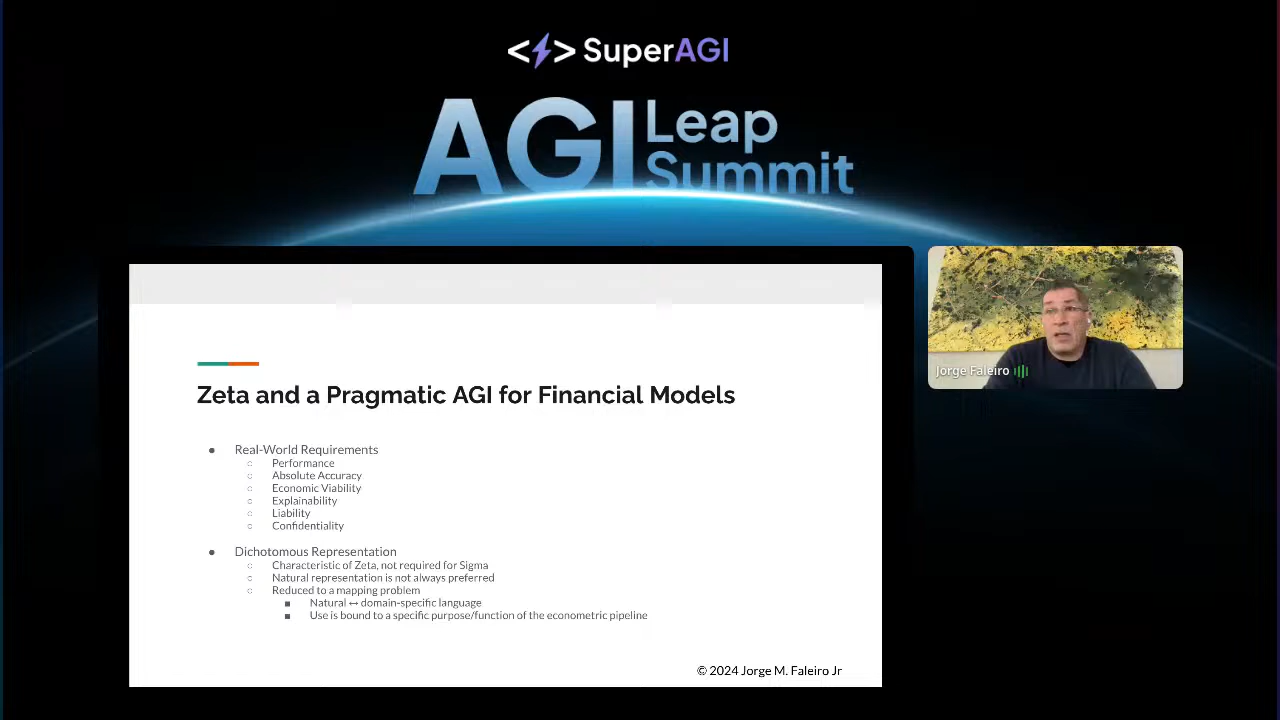 <⚡> SuperAGI
AGI Leap Summit
Zeta and a Pragmatic AGI for Financial Models
● Real-World Requirements
○ Performance
○ Absolute Accuracy
○ Economic Viability
○ Explainability
○ Liability
○ Confidentiality
● Dichotomous Representation
○ Characteristic of Zeta, not required for Sigma
○ Natural representation is not always preferred
○ Reduced to a mapping problem
■ Natural ↔ domain-specific language
■ Use is bound to a specific purpose/function of the econometric pipeline
© 2024 Jorge M. Faleiro Jr
Jorge Faleiro